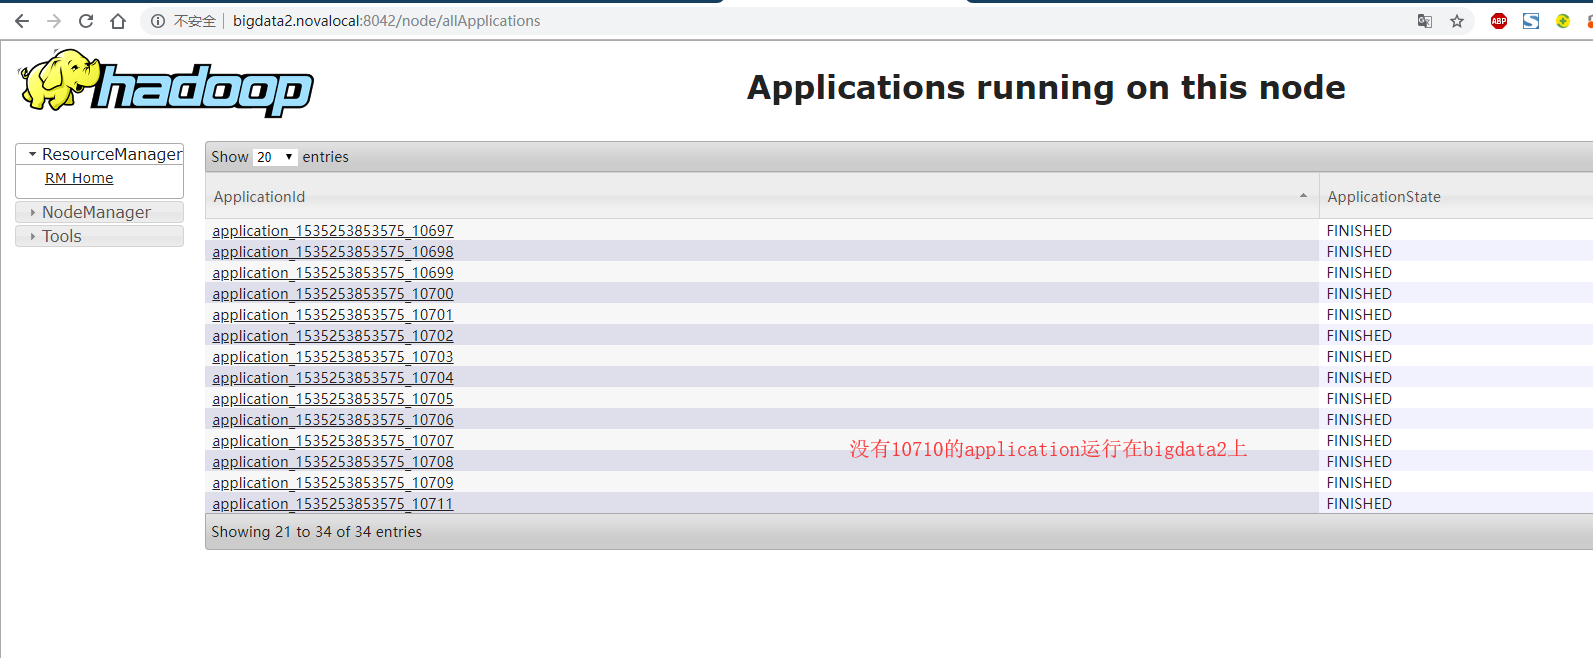 不安全 bigdata2.novalocal:8042/node/allApplications
ABP
hadoop
Applications running on this node
ResourceManager
RM Home
NodeManager
Tools
Show 20 entries
ApplicationId ApplicationState
application_1535253853575_10697 FINISHED
application_1535253853575_10698 FINISHED
application_1535253853575_10699 FINISHED
application_1535253853575_10700 FINISHED
application_1535253853575_10701 FINISHED
application_1535253853575_10702 FINISHED
application_1535253853575_10703 FINISHED
application_1535253853575_10704 FINISHED
application_1535253853575_10705 FINISHED
application_1535253853575_10706 FINISHED
application_1535253853575_10707 FINISHED
没有10710的application运行在bigdata2上
application_1535253853575_10708 FINISHED
application_1535253853575_10709 FINISHED
application_1535253853575_10711 FINISHED
Showing 21 to 34 of 34 entries